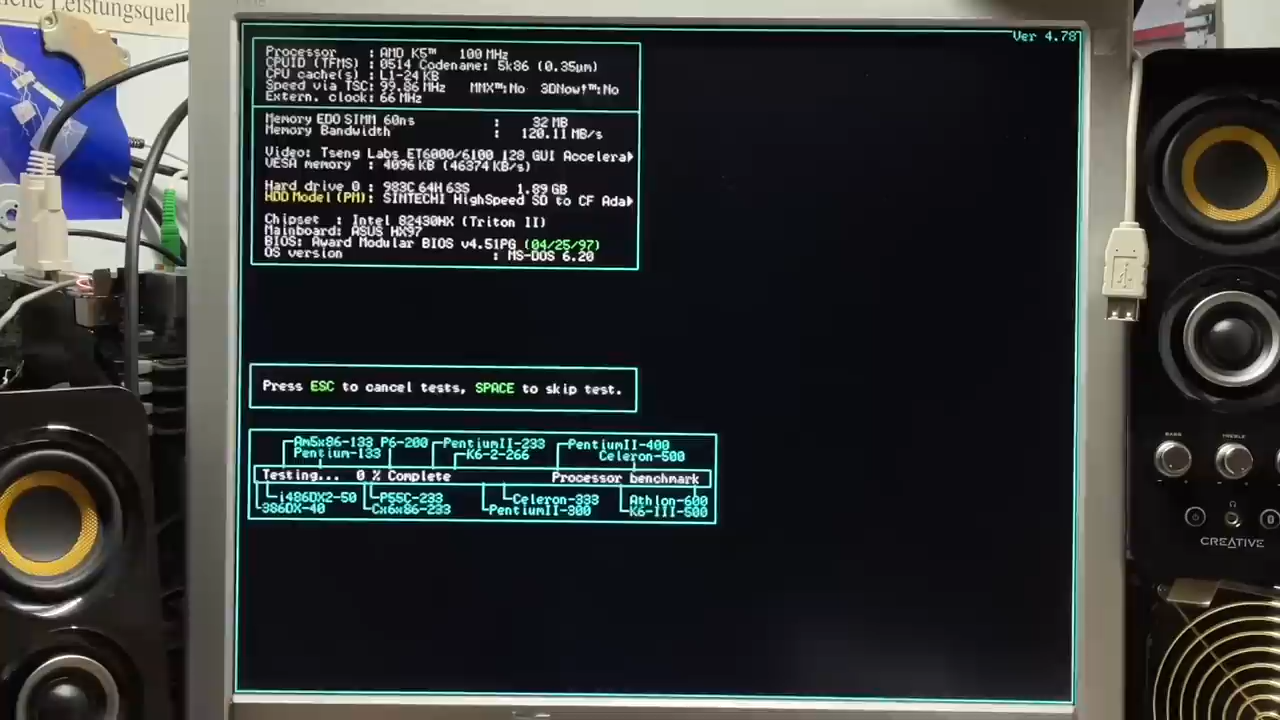 liche Leistungsquelle
Ver 4.78
Processor : AMD K5™ 100 MHz
CPUID (TFMS) : 0514 Codename: 5k86 (0.35µm)
CPU cache(s) : L1-24 KB
Speed via TSC: 99.86 MHz MMX™:No 3DNow!™:No
Extern. clock: 66 MHz
Memory EDO SIMM 60ns : 32 MB
Memory Bandwidth : 120.11 MB/s
Video: Tseng Labs ET6000/6100 128 GUI Accelera
VESA memory : 4096 KB (46374 KB/s)
Hard drive 0 : 983C 64H 63S 1.89 GB
HDD Model (PM): SINTECHI HighSpeed SD to CF Ada
Chipset : Intel 82430HX (Triton II)
Mainboard: ASUS HX97
BIOS: Award Modular BIOS v4.51PG (04/25/97)
OS version : MS-DOS 6.20
Press ESC to cancel tests, SPACE to skip test.
Am5x86-133 P6-200 PentiumII-233 PentiumII-400
Pentium-133 K6-2-266 Celeron-500
Testing... 0 % Complete Processor benchmark
i486DX2-50 P55C-233 Celeron-333 Athlon-600
386DX-40 Cx6x86-233 PentiumII-300 K6-III-500
BASS TREBLE
CREATIVE